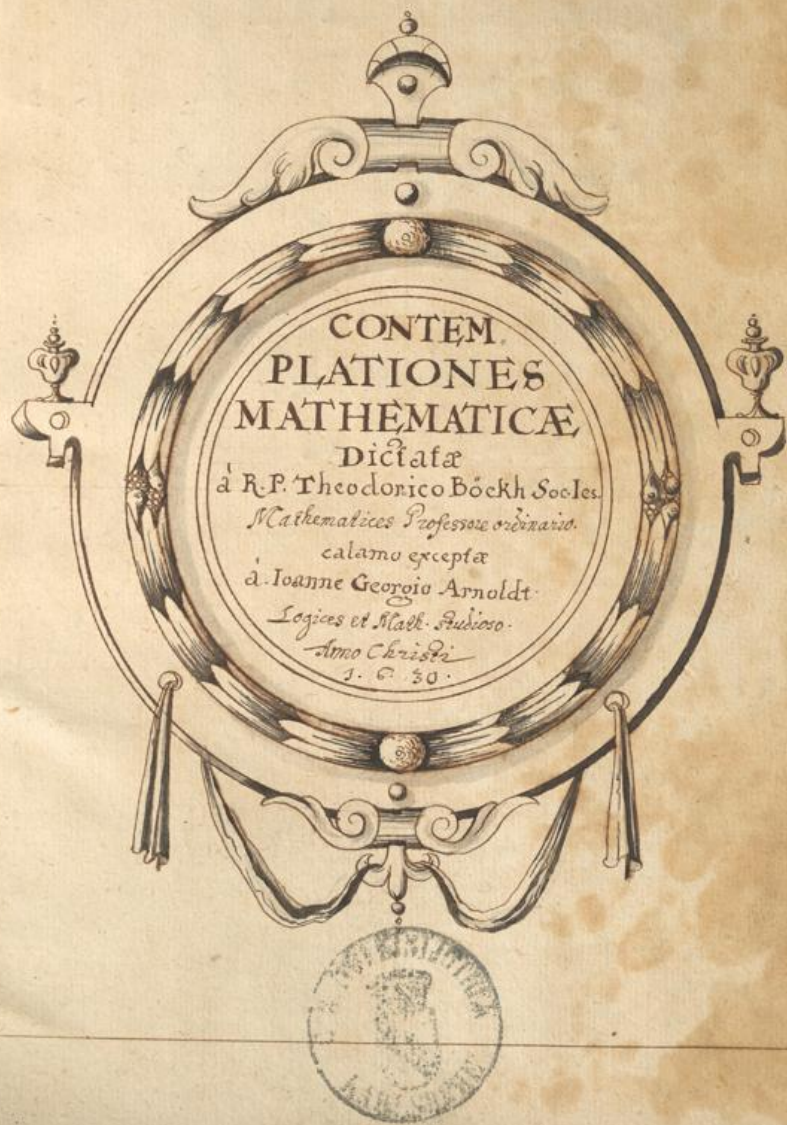 CONTEM.
PLATIONES
MATHEMATICÆ
Dictatæ
à R.P. Theodorico Böckh Soc. Ies.
Mathematices Professore ordinario.
calamo exceptæ
à Ioanne Georgio Arnoldt.
Logices et Math. studioso.
Anno Christi
1. 6. 30.
KARLSRUHE